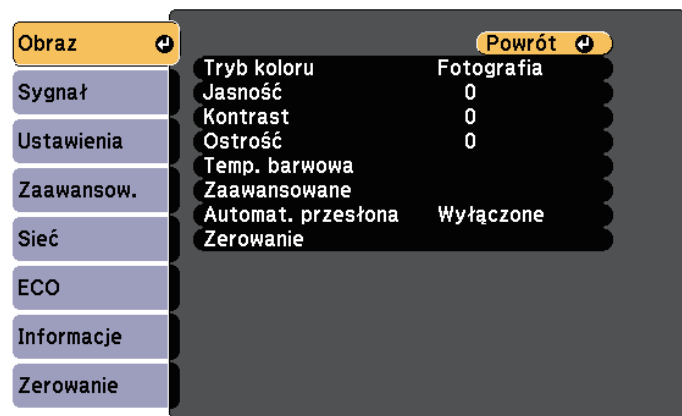 Obraz
Sygnał
Ustawienia
Zaawansow.
Sieć
ECO
Informacje
Zerowanie
Powrót
Tryb koloru Fotografia
Jasność 0
Kontrast 0
Ostrość 0
Temp. barwowa
Zaawansowane
Automat. przesłona Wyłączone
Zerowanie